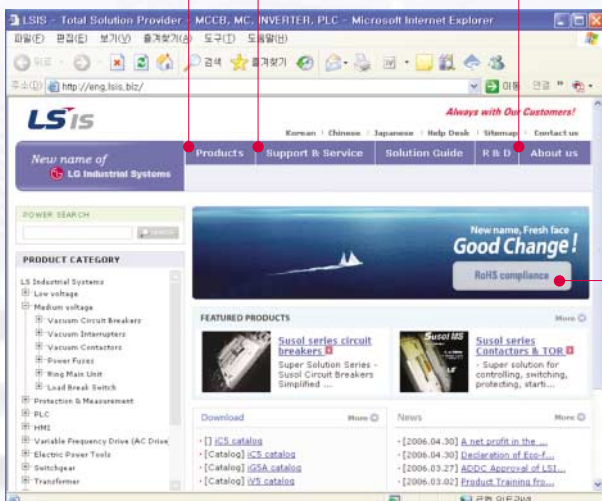 LSIS - Total Solution Provider - MCCB, MC, INVERTER, PLC - Microsoft Internet Explorer
파일(F) 편집(E) 보기(V) 즐겨찾기(A) 도구(T) 도움말(H)
뒤로 검색 즐겨찾기
주소(D) http://eng.lsis.biz/ 이동 연결 »
LSis
Always with Our Customers!
Korean Chinese Japanese Help Desk Sitemap Contact us
New name of
LG Industrial Systems
Products Support & Service Solution Guide R & D About us
POWER SEARCH
SEARCH
PRODUCT CATEGORY
LS Industrial Systems
Low voltage
Medium voltage
Vacuum Circuit Breakers
Vacuum Interrupters
Vacuum Contactors
Power Fuses
Ring Main Unit
Load Break Switch
Protection & Measurement
PLC
HMI
Variable Frequency Drive (AC Drive
Electric Power Tools
Switchgear
Transformer
New name, Fresh face
Good Change!
RoHS compliance
FEATURED PRODUCTS More
Susol series circuit
breakers
Super Solution Series -
Susol Circuit Breakers
Simplified ...
Susol MS
Susol series
Contactors & TOR
- Super solution for
controlling, switching,
protecting, starti...
Download More
· [] iC5 catalog
· [Catalog] iC5 catalog
· [Catalog] iG5A catalog
· [Catalog] iV5 catalog
News More
· [2006.04.30] A net profit in the ...
· [2006.04.30] Declaration of Eco-f...
· [2006.03.27] ADDC Approval of LSI...
· [2006.03.02] Product Training fro...